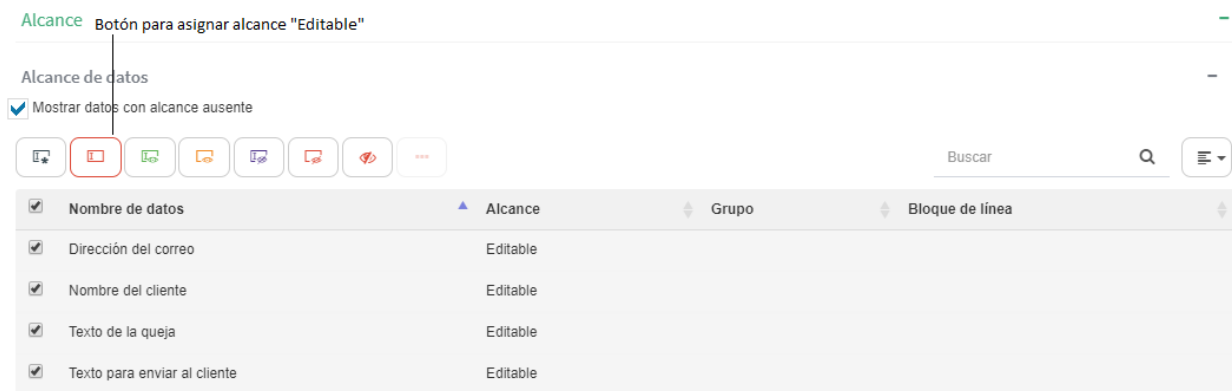 Alcance Botón para asignar alcance "Editable"
Alcance de datos
Mostrar datos con alcance ausente
Buscar
Nombre de datos Alcance Grupo Bloque de línea
Dirección del correo Editable
Nombre del cliente Editable
Texto de la queja Editable
Texto para enviar al cliente Editable